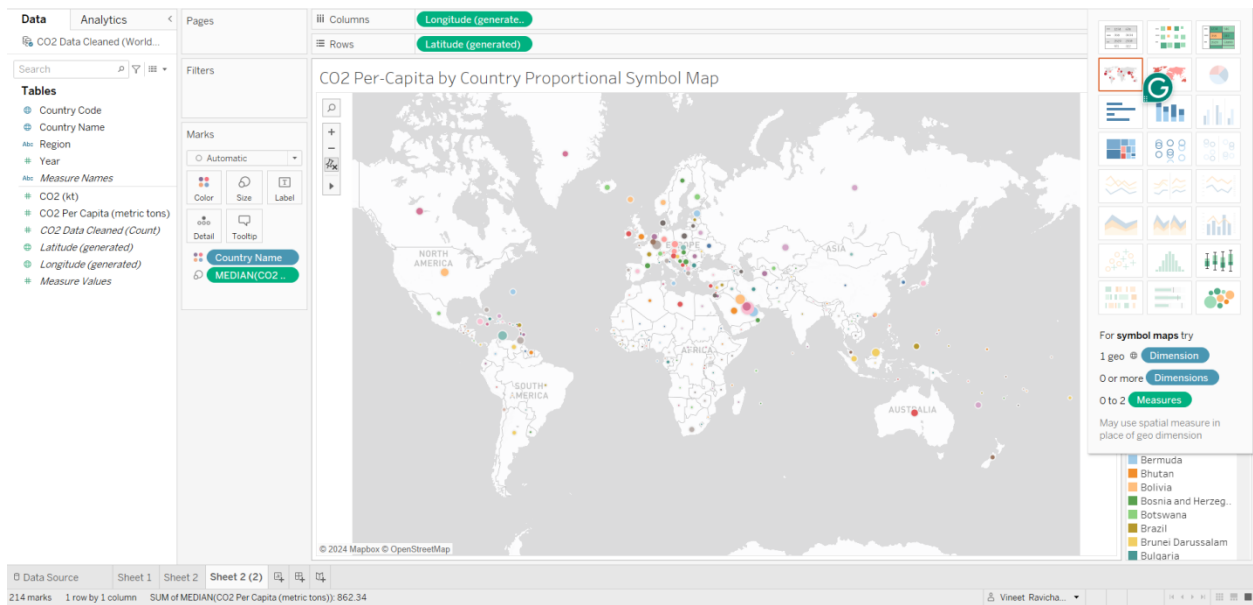 Data
Analytics
CO2 Data Cleaned (World...
Search
Tables
Country Code
Country Name
Abc Region
# Year
Abc Measure Names
# CO2 (kt)
# CO2 Per Capita (metric tons)
# CO2 Data Cleaned (Count)
Latitude (generated)
Longitude (generated)
# Measure Values
Pages
Filters
Marks
Automatic
Color
Size
Label
Detail
Tooltip
Country Name
MEDIAN(CO2 ..
Columns
Longitude (generate..
Rows
Latitude (generated)
CO2 Per-Capita by Country Proportional Symbol Map
NORTH
AMERICA
EUROPE
ASIA
AFRICA
SOUTH
AMERICA
AUSTRALIA
© 2024 Mapbox © OpenStreetMap
G
For symbol maps try
1 geo Dimension
0 or more Dimensions
0 to 2 Measures
May use spatial measure in
place of geo dimension
Bermuda
Bhutan
Bolivia
Bosnia and Herzeg..
Botswana
Brazil
Brunei Darussalam
Bulgaria
Data Source
Sheet 1
Sheet 2
Sheet 2 (2)
214 marks
1 row by 1 column
SUM of MEDIAN(CO2 Per Capita (metric tons)): 862.34
Vineet Ravicha...